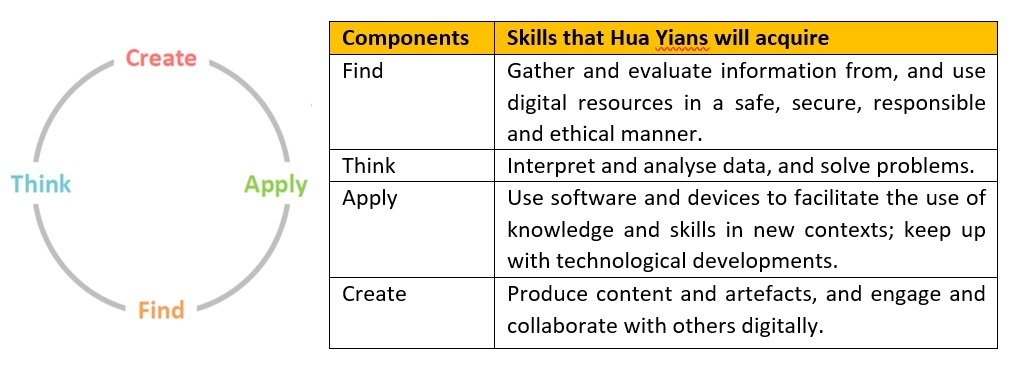 Create
Think
Apply
Find
Components Skills that Hua Yians will acquire
Find Gather and evaluate information from, and use
digital resources in a safe, secure, responsible
and ethical manner.
Think Interpret and analyse data, and solve problems.
Apply Use software and devices to facilitate the use of
knowledge and skills in new contexts; keep up
with technological developments.
Create Produce content and artefacts, and engage and
collaborate with others digitally.